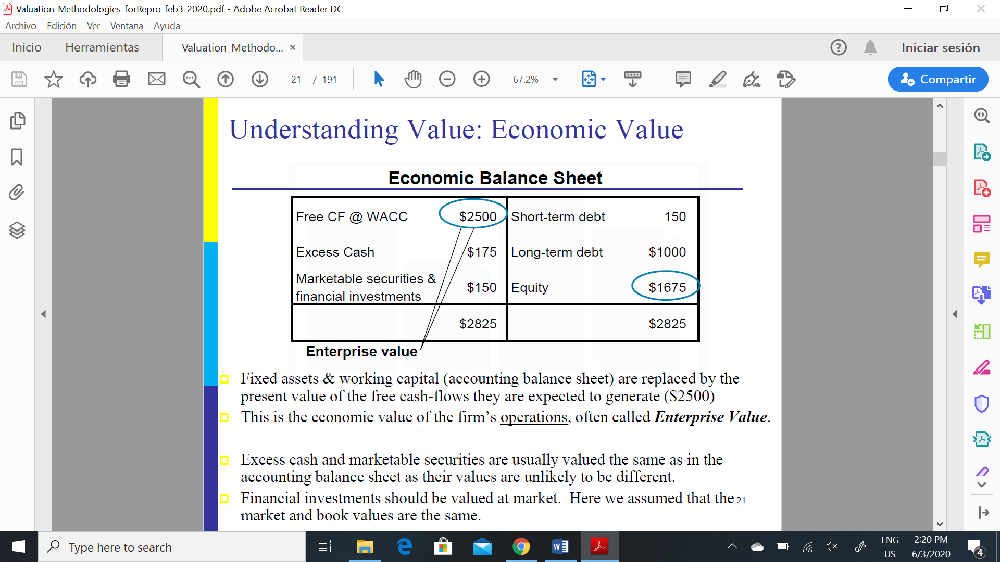 Valuation_Methodologies_forRepro_feb3_2020.pdf - Adobe Acrobat Reader DC
Archivo Edición Ver Ventana Ayuda
Inicio Herramientas Valuation_Methodo... × Iniciar sesión
21 / 191 67.2% Compartir
Understanding Value: Economic Value
Economic Balance Sheet
Free CF @ WACC $2500 Short-term debt 150
Excess Cash $175 Long-term debt $1000
Marketable securities &
financial investments $150 Equity $1675
$2825 $2825
Enterprise value
Fixed assets & working capital (accounting balance sheet) are replaced by the
present value of the free cash-flows they are expected to generate ($2500)
This is the economic value of the firm's operations, often called Enterprise Value.
Excess cash and marketable securities are usually valued the same as in the
accounting balance sheet as their values are unlikely to be different.
Financial investments should be valued at market. Here we assumed that the 21
market and book values are the same.
Type here to search
ENG
US
2:20 PM
6/3/2020
4